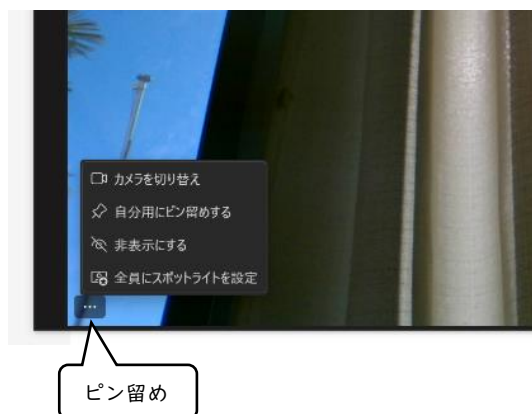 カメラを切り替え
自分用にピン留めする
非表示にする
全員にスポットライトを設定
…
ピン留め